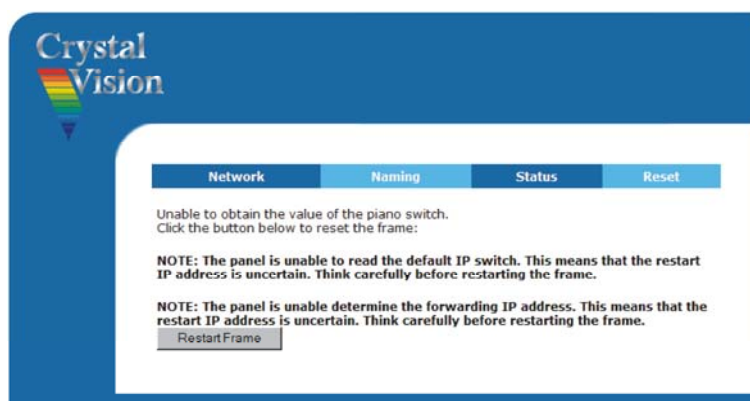 Crystal
Vision
Network Naming Status Reset
Unable to obtain the value of the piano switch.
Click the button below to reset the frame:
NOTE: The panel is unable to read the default IP switch. This means that the restart
IP address is uncertain. Think carefully before restarting the frame.
NOTE: The panel is unable determine the forwarding IP address. This means that the
restart IP address is uncertain. Think carefully before restarting the frame.
Restart Frame